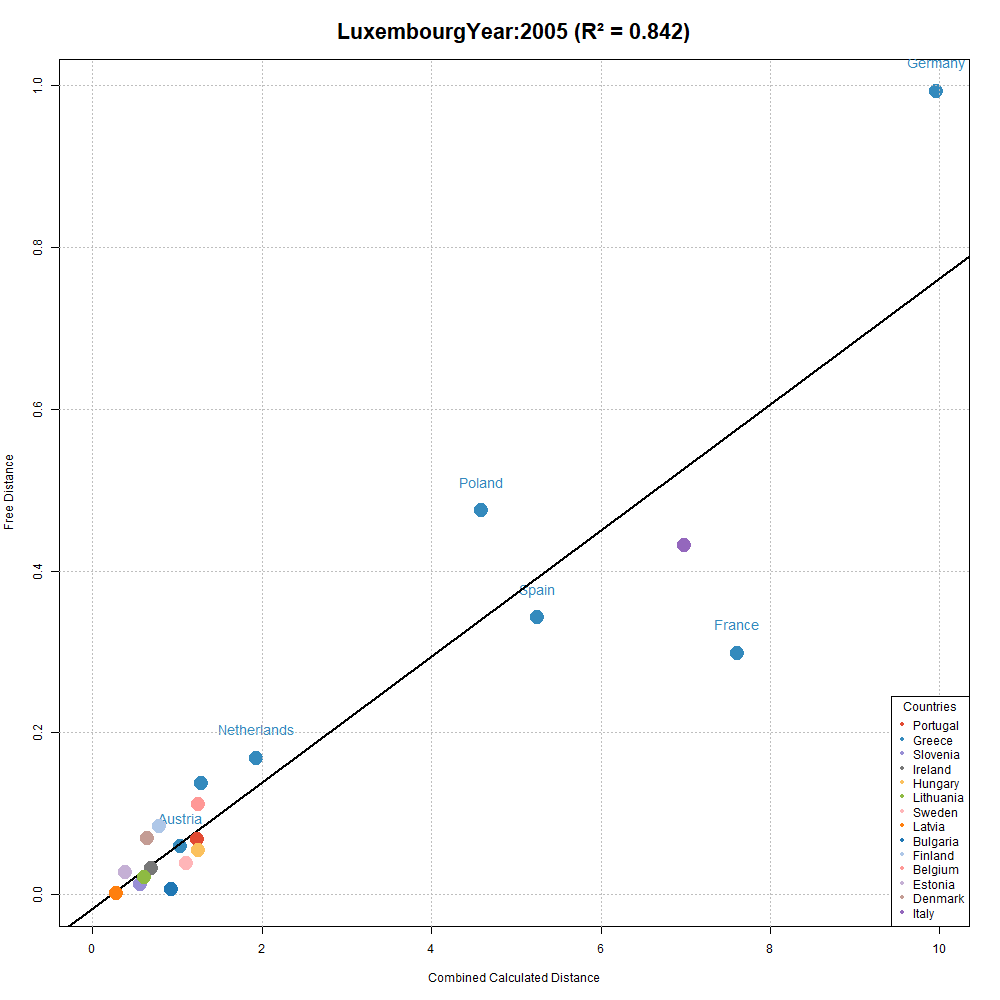 LuxembourgYear:2005 (R² = 0.842)
Germany
1.0
0.8
0.6
Poland
Free Distance
0.4
Spain
France
Netherlands
0.2
Austria
0.0
Countries
Portugal
Greece
Slovenia
Ireland
Hungary
Lithuania
Sweden
Latvia
Bulgaria
Finland
Belgium
Estonia
Denmark
Italy
0 2 4 6 8 10
Combined Calculated Distance